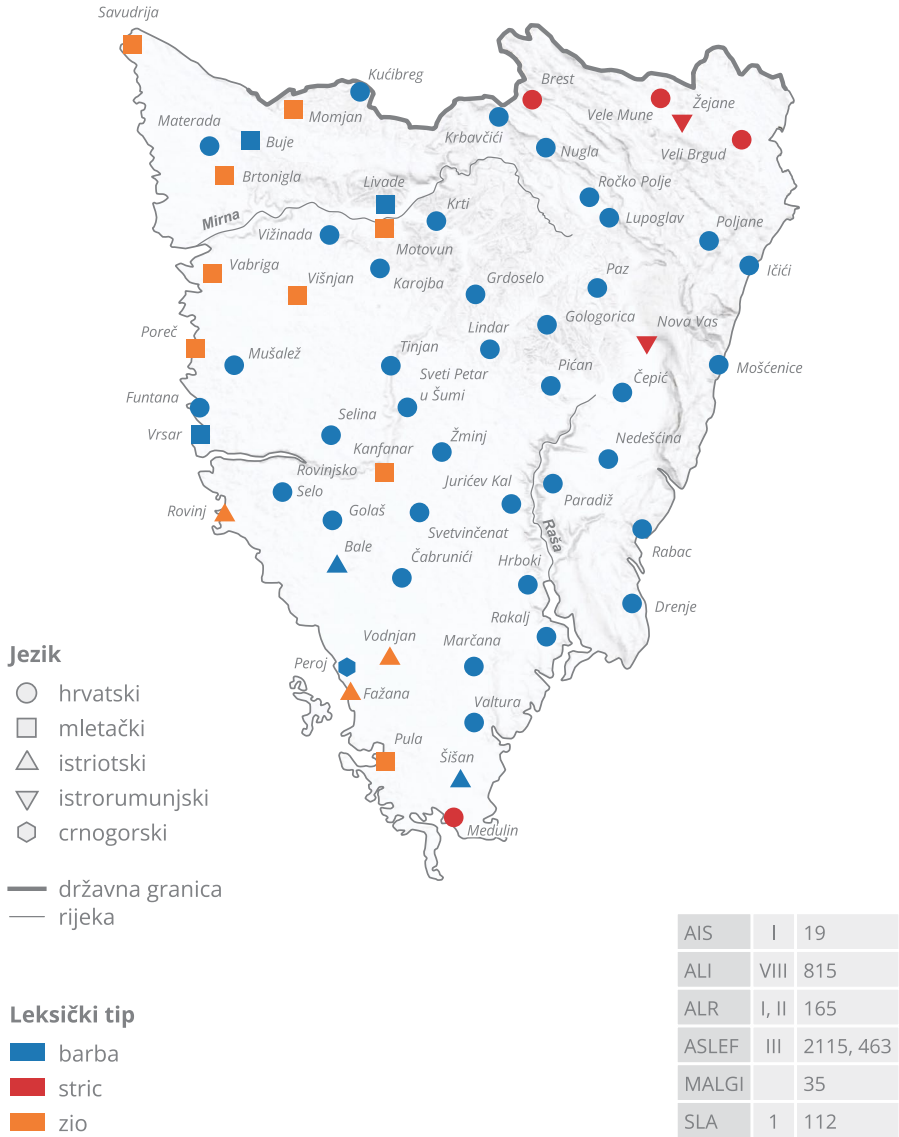 Savudrija
Kućibreg
Brest
Momjan
Vele Mune
Žejane
Materada
Buje
Krbavčići
Nugla
Veli Brgud
Brtonigla
Livade
Ročko Polje
Mirna
Krti
Lupoglav
Poljane
Vižinada
Motovun
Vabriga
Višnjan
Karojba
Grdoselo
Paz
Ičići
Poreč
Lindar
Gologorica
Nova Vas
Mušalež
Tinjan
Pićan
Mošćenice
Sveti Petar
u Šumi
Čepić
Funtana
Selina
Vrsar
Kanfanar
Žminj
Nedešćina
Rovinjsko
Selo
Jurićev Kal
Paradiž
Rovinj
Golaš
Svetvinčenat
Raša
Bale
Čabrunići
Hrboki
Rabac
Drenje
Rakalj
Vodnjan
Marčana
Peroj
Fažana
Valtura
Pula
Šišan
Medulin
Jezik
hrvatski
mletački
istriotski
istrorumunjski
crnogorski
državna granica
rijeka
Leksički tip
barba
stric
zio
AIS I 19
ALI VIII 815
ALR I, II 165
ASLEF III 2115, 463
MALGI 35
SLA 1 112